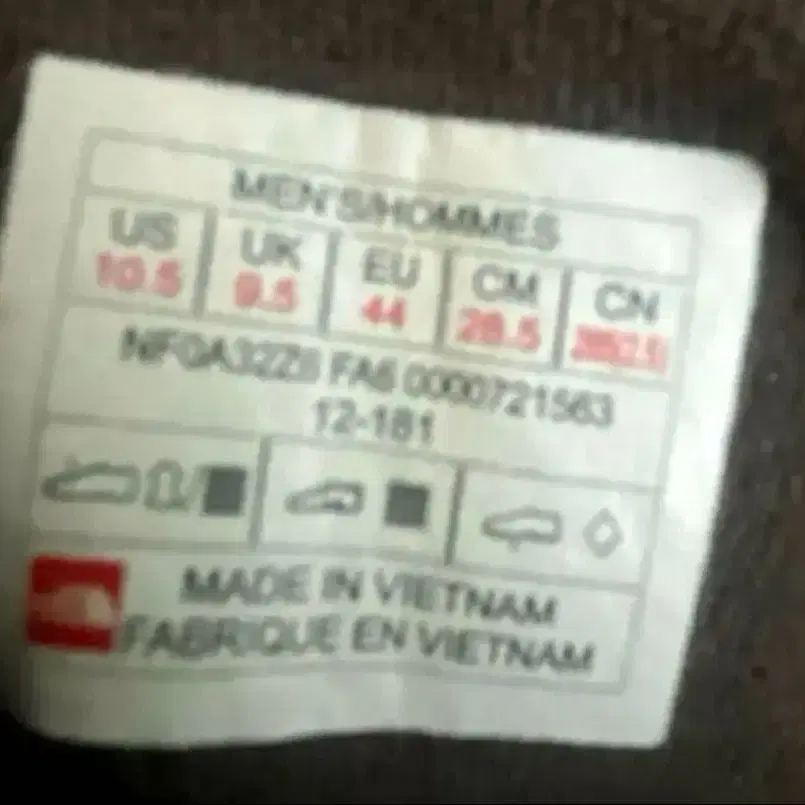 MEN'S/HOMMES
US UK EU CM CN
10.5 9.5 44 28.5
FA6 0000721563
12-181
MADE IN VIETNAM
FABRIQUE EN VIETNAM